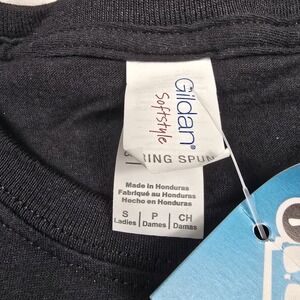 Gildan®
Softstyle
RING SPUN
Made in Honduras
Fabriqué au Honduras
Hecho en Honduras
S P CH
Ladies Dames Damas